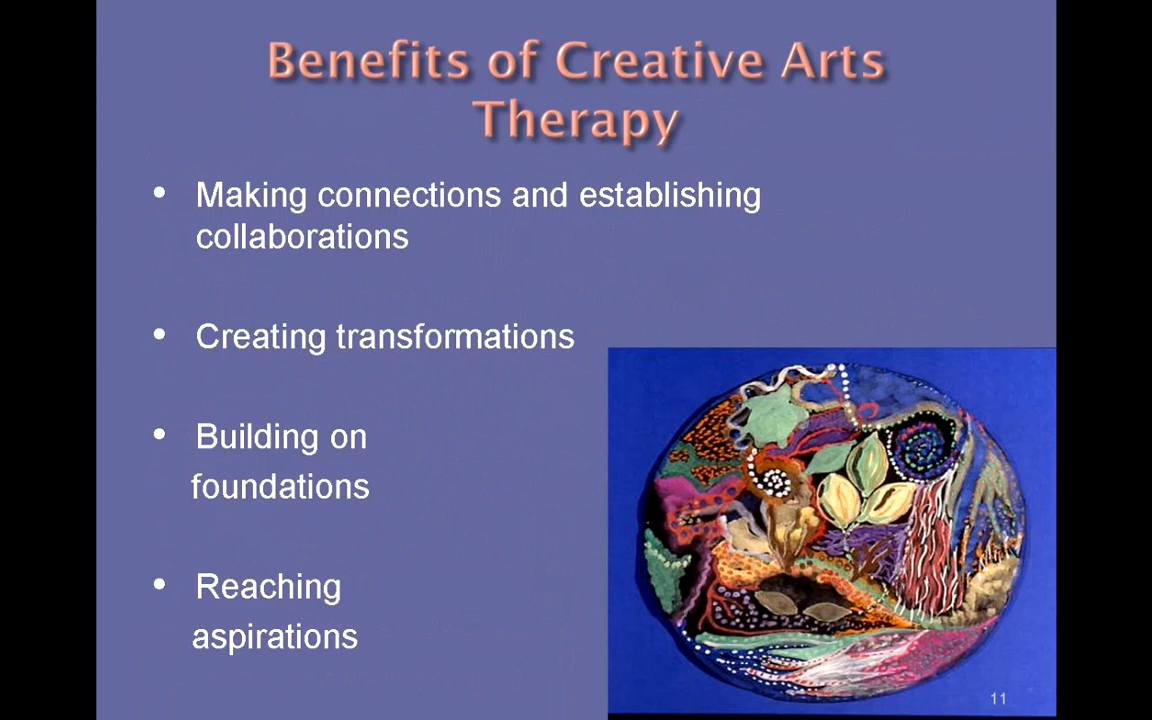 Benefits of Creative Arts
Therapy
• Making connections and establishing
collaborations
• Creating transformations
• Building on
foundations
• Reaching
aspirations
11